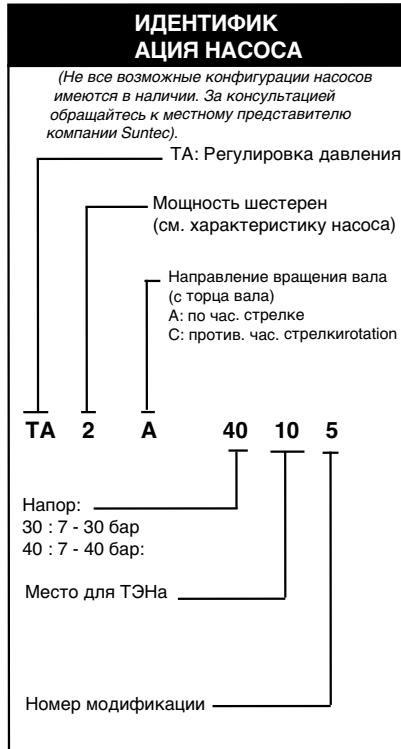 ИДЕНТИФИК
АЦИЯ НАСОСА
(Не все возможные конфигурации насосов
имеются в наличии. За консультацией
обращайтесь к местному представителю
компании Suntec).
TA: Регулировка давления
Мощность шестерен
(см. характеристику насоса)
Направление вращения вала
(с торца вала)
A: по час. стрелке
C: против. час. стрелкиrotation
TA 2 A 40 10 5
Напор:
30 : 7 - 30 бар
40 : 7 - 40 бар:
Место для ТЭНа
Номер модификации